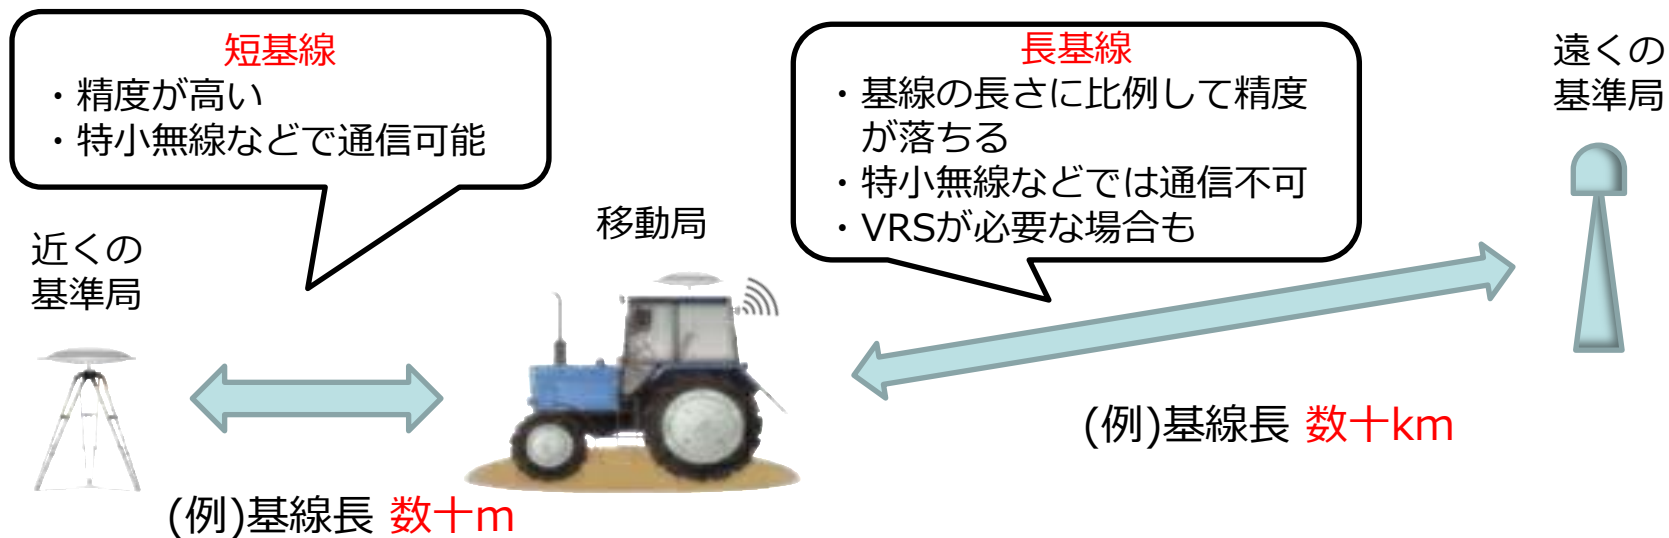 短基線
・精度が高い
・特小無線などで通信可能
長基線
・基線の長さに比例して精度
が落ちる
・特小無線などでは通信不可
・VRSが必要な場合も
遠くの
基準局
近くの
基準局
移動局
(例)基線長 数十m
(例)基線長 数十km